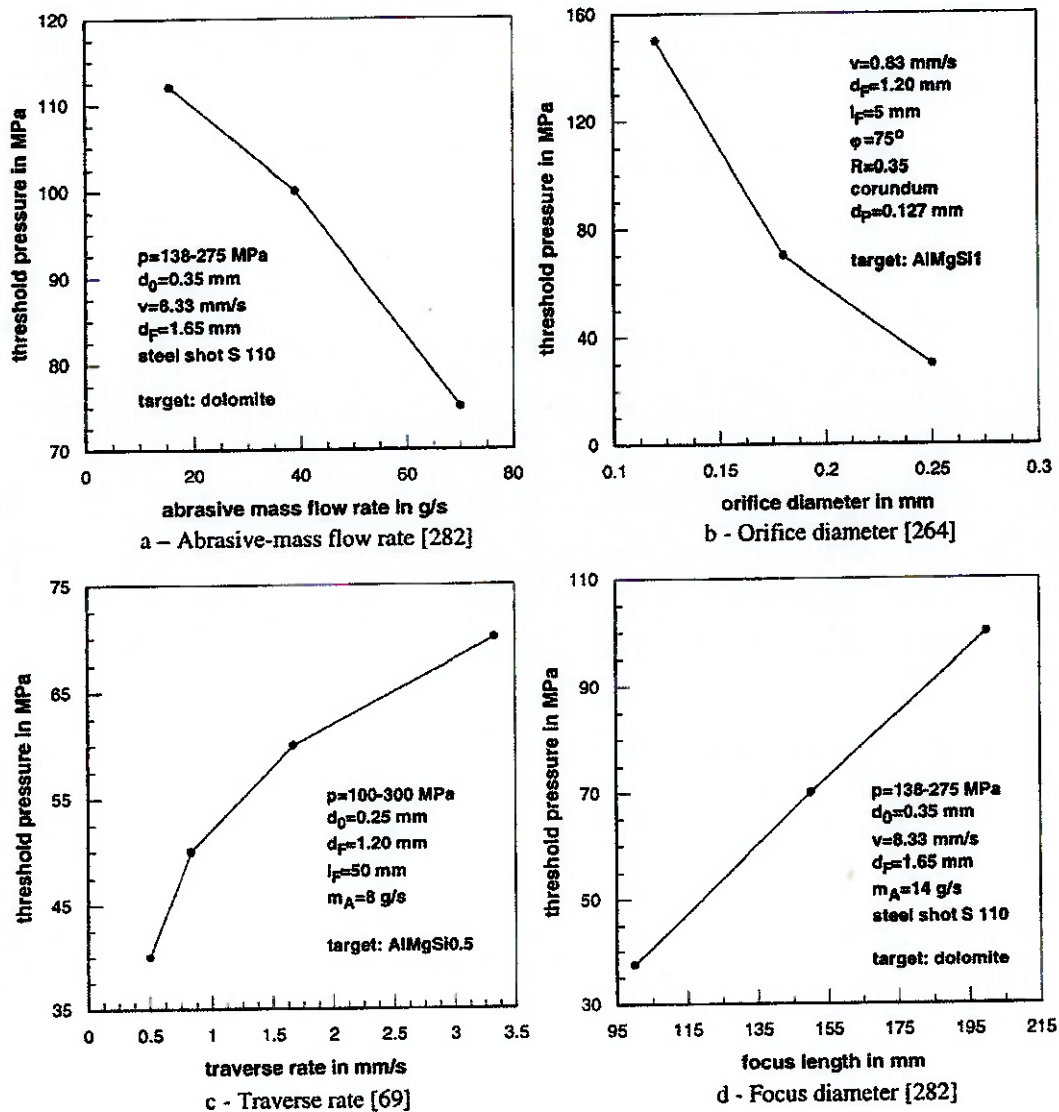 120
110
100
90
80
70
0
20
40
60
80
threshold pressure in MPa
p=138-275 MPa
d0=0.35 mm
v=8.33 mm/s
dF=1.65 mm
steel shot S 110
target: dolomite
abrasive mass flow rate in g/s
a – Abrasive-mass flow rate [282]
160
120
80
40
0
0.1
0.15
0.2
0.25
0.3
threshold pressure in MPa
v=0.83 mm/s
dF=1.20 mm
lF=5 mm
φ=75°
R=0.35
corundum
dP=0.127 mm
target: AlMgSi1
orifice diameter in mm
b - Orifice diameter [264]
75
65
55
45
35
0
0.5
1
1.5
2
2.5
3
3.5
threshold pressure in MPa
p=100-300 MPa
d0=0.25 mm
dF=1.20 mm
lF=50 mm
mA=8 g/s
target: AlMgSi0.5
traverse rate in mm/s
c - Traverse rate [69]
110
90
70
50
30
95
115
135
155
175
195
215
threshold pressure in MPa
p=138-275 MPa
d0=0.35 mm
v=8.33 mm/s
dF=1.65 mm
mA=14 g/s
steel shot S 110
target: dolomite
focus length in mm
d - Focus diameter [282]